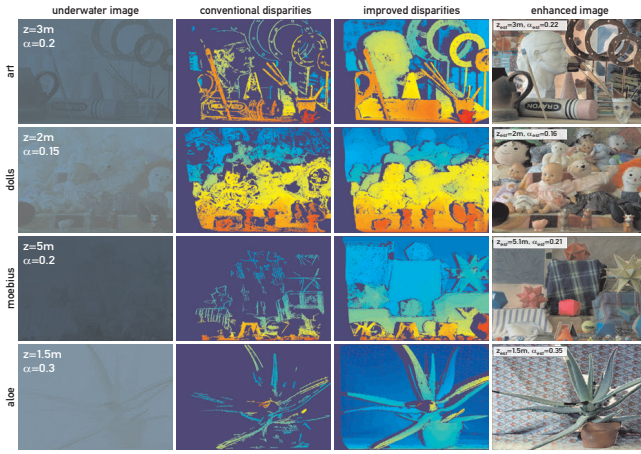 underwater image conventional disparities improved disparities enhanced image
art
z=3m
α=0.2
z_est=3m, α_est=0.22
CRAYON
dolls
z=2m
α=0.15
z_est=2m, α_est=0.16
moebius
z=5m
α=0.2
z_est=5.1m, α_est=0.21
aloe
z=1.5m
α=0.3
z_est=1.5m, α_est=0.35